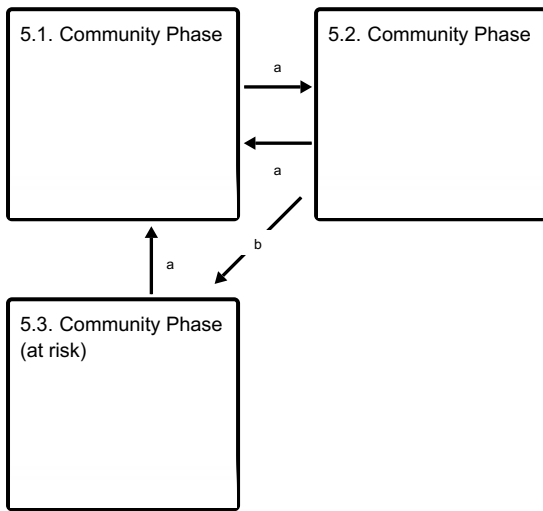 5.1. Community Phase
5.2. Community Phase
a
a
b
a
5.3. Community Phase
(at risk)